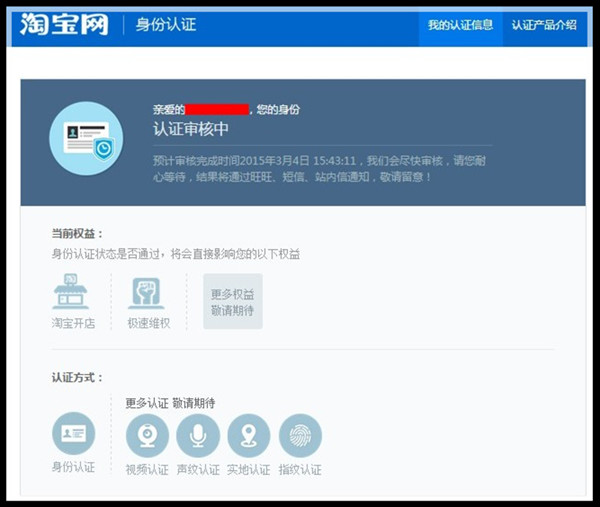 淘宝网 身份认证 我的认证信息 认证产品介绍
亲爱的 ，您的身份
认证审核中
预计审核完成时间2015年3月4日 15:43:11，我们会尽快审核，请您耐
心等待，结果将通过旺旺、短信、站内信通知，敬请留意！
当前权益：
身份认证状态是否通过，将会直接影响您的以下权益
更多权益
敬请期待
淘宝开店 极速维权
认证方式：
更多认证 敬请期待
身份认证 视频认证 声纹认证 实地认证 指纹认证